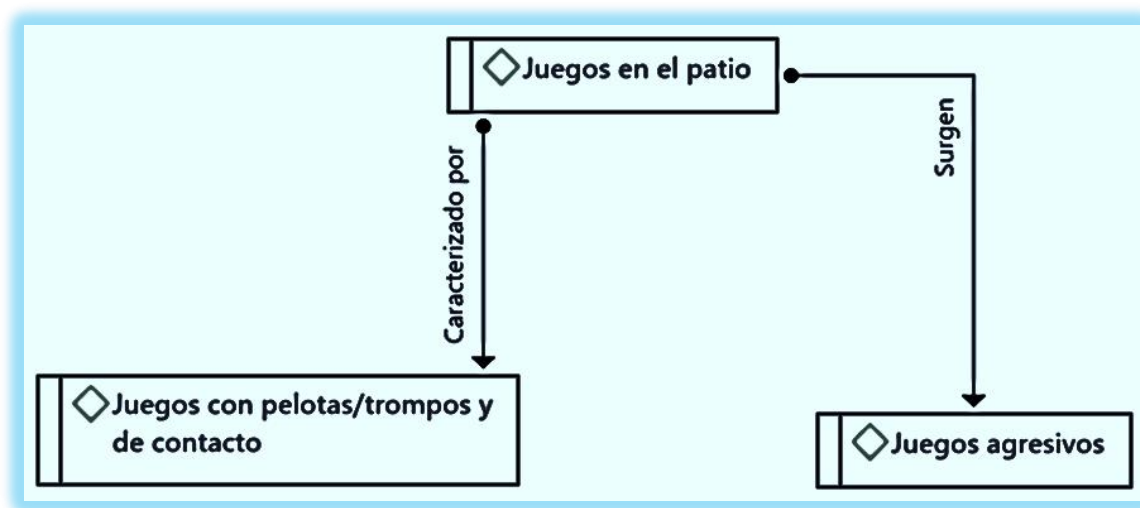 Juegos en el patio
Caracterizado por
Surgen
Juegos con pelotas/trompos y
de contacto
Juegos agresivos